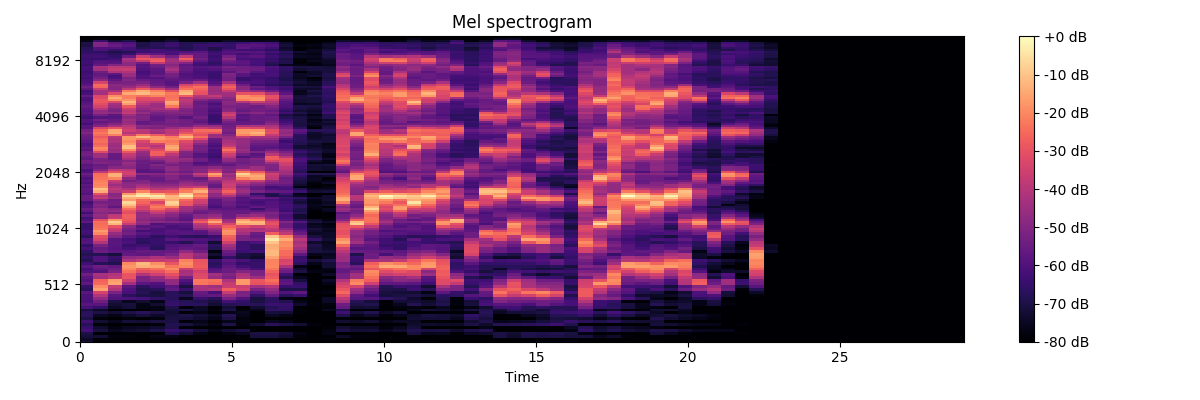 Mel spectrogram
8192
4096
2048
1024
512
0
Hz
0 5 10 15 20 25
Time
+0 dB
-10 dB
-20 dB
-30 dB
-40 dB
-50 dB
-60 dB
-70 dB
-80 dB